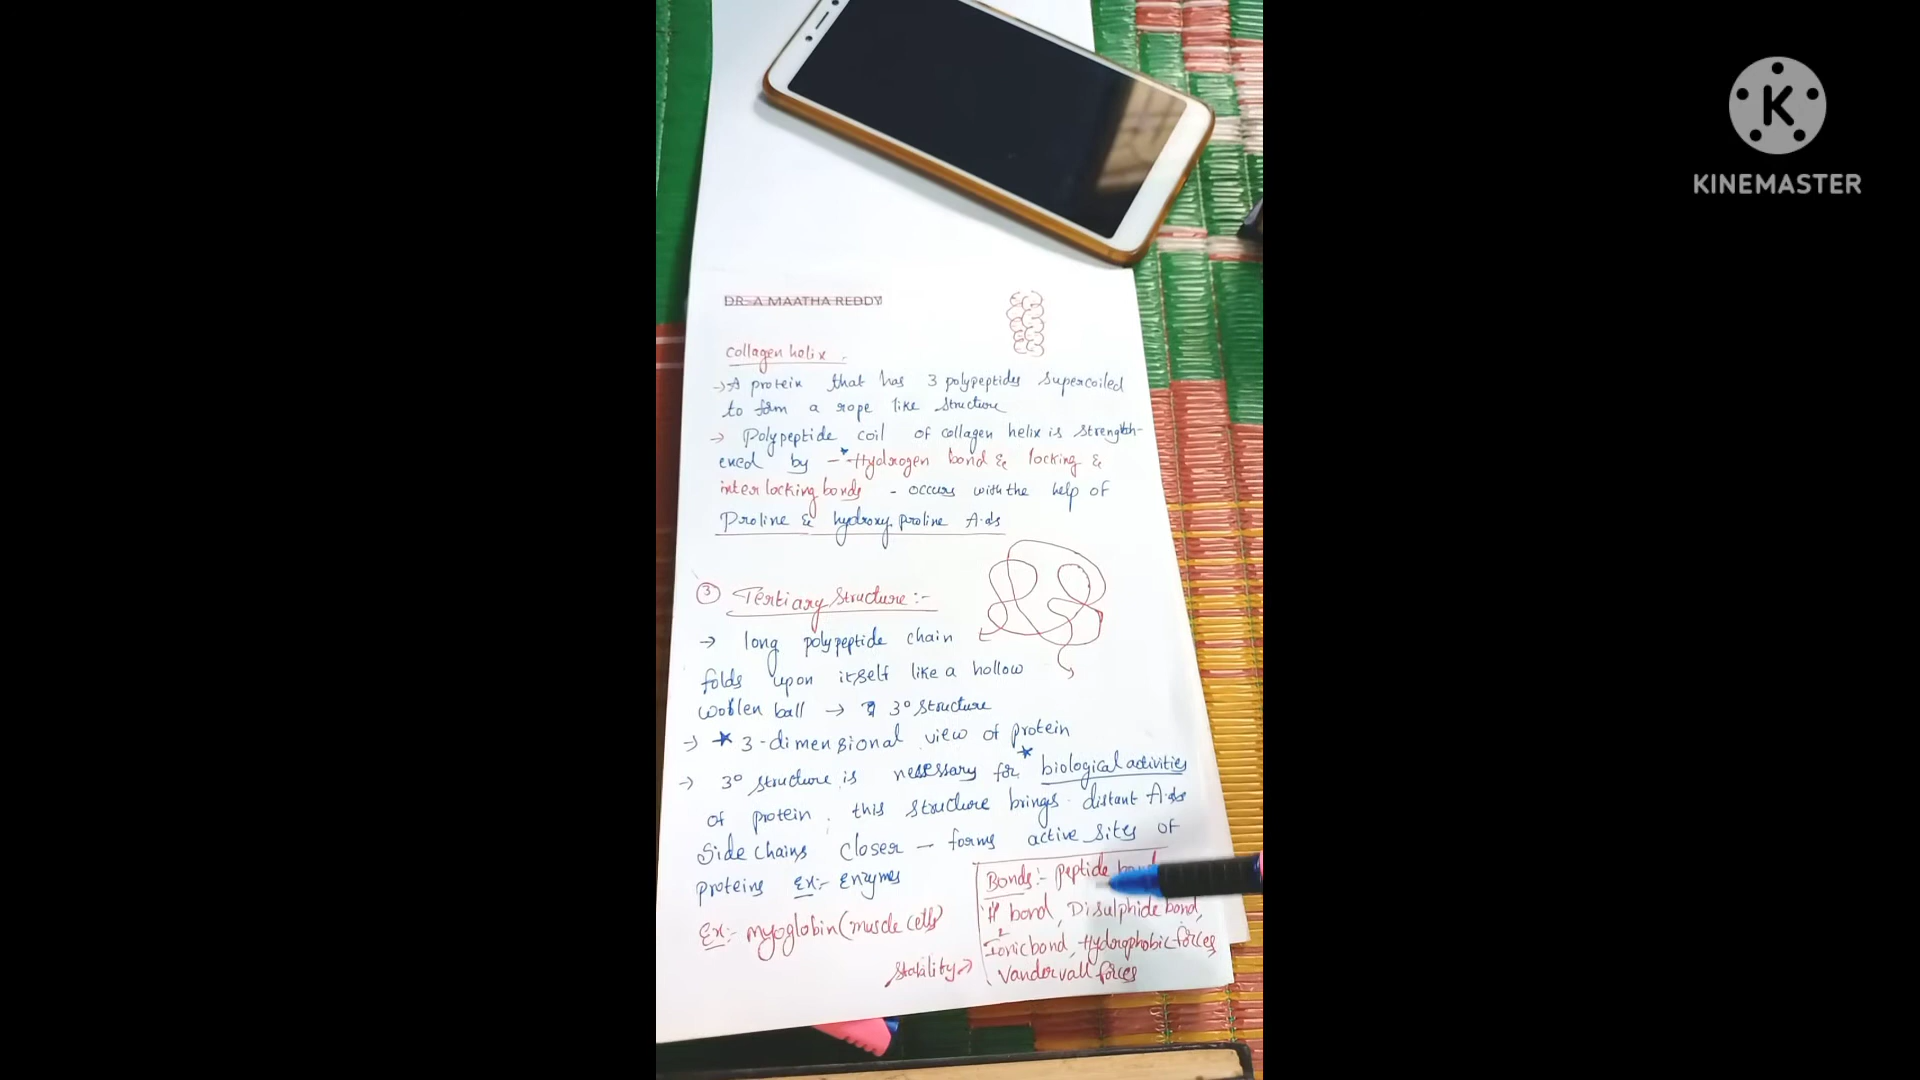 KINEMASTER
DR. A MAATHA REDDY
Collagen helix
→ A protein that has 3 polypeptides supercoiled
to form a rope like structure
→ Polypeptide coil of collagen helix is strength-
ened by - *Hydrogen bond & locking &
interlocking bonds - occurs with the help of
Proline & hydroxy proline A.ds
③ Tertiary Structure :-
→ long polypeptide chain
folds upon itself like a hollow
woolen ball → 3° structure
→ * 3-dimensional view of protein
→ 3° structure is necessary for * biological activities
of protein. this structure brings distant A.ds
Side chains closer - forms active sites of
proteins Ex:- Enzymes
Ex:- myoglobin (muscle cells)
Bonds :- Peptide
H bond, Disulphide bond,
Ionic bond, Hydrophobic forces
Vandervall forces
Stability →